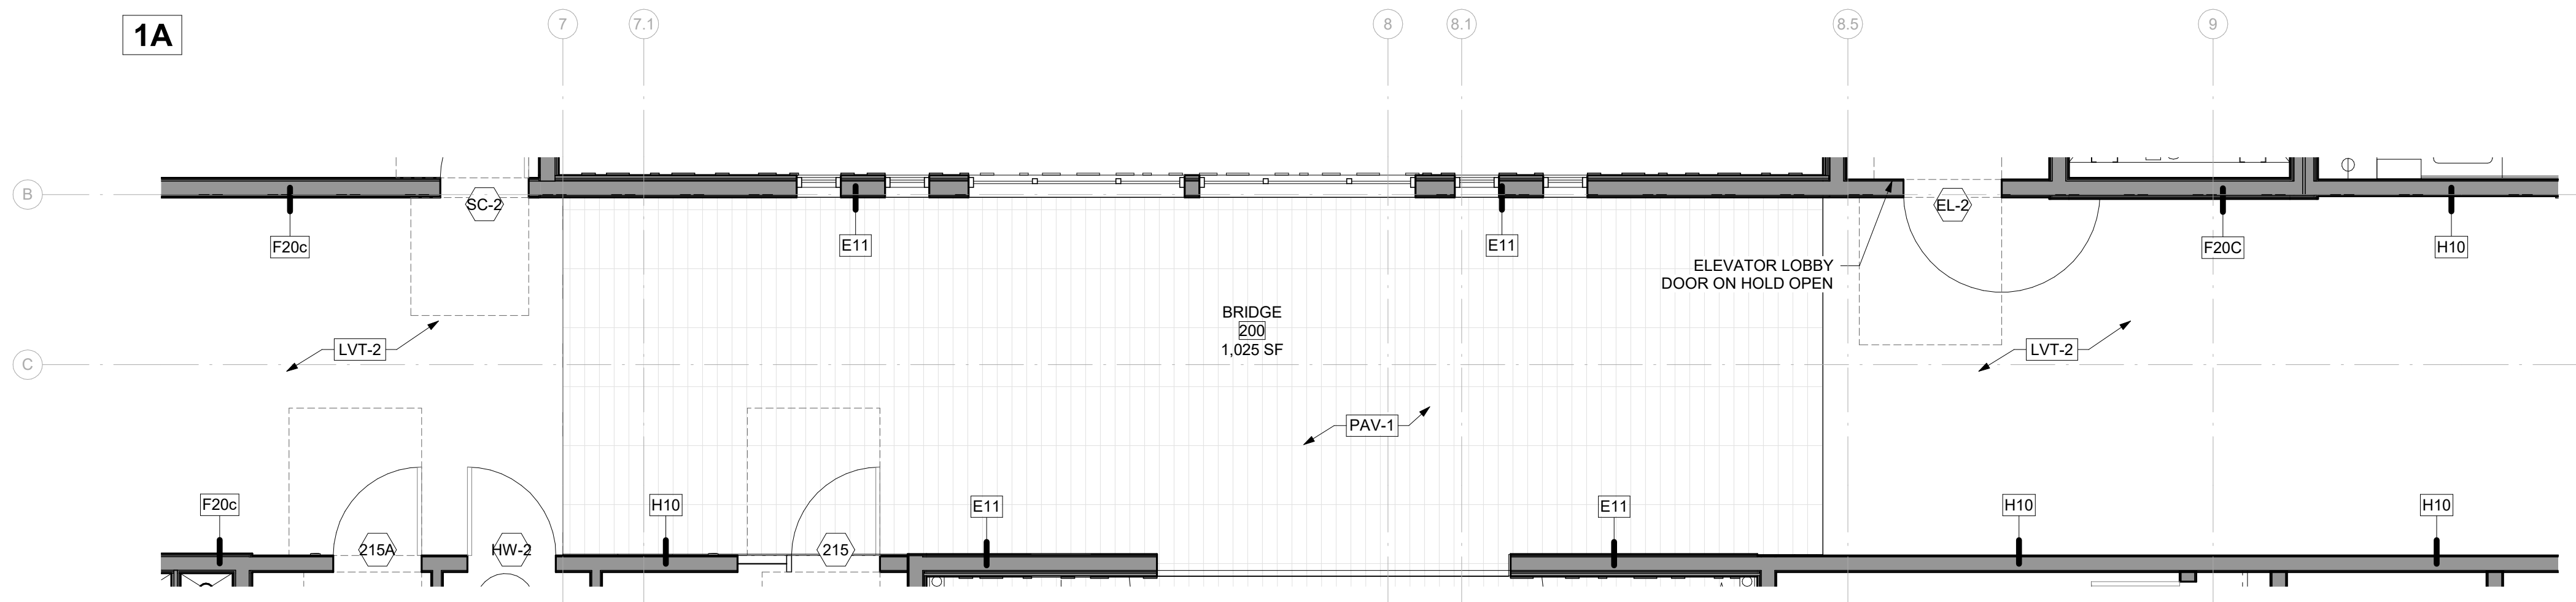 1A
7
7.1
8
8.1
8.5
9
B
SC-2
EL-2
F20c
E11
E11
F20C
H10
ELEVATOR LOBBY
DOOR ON HOLD OPEN
BRIDGE
200
1,025 SF
LVT-2
LVT-2
C
PAV-1
F20c
H10
E11
E11
H10
H10
215A
HW-2
215